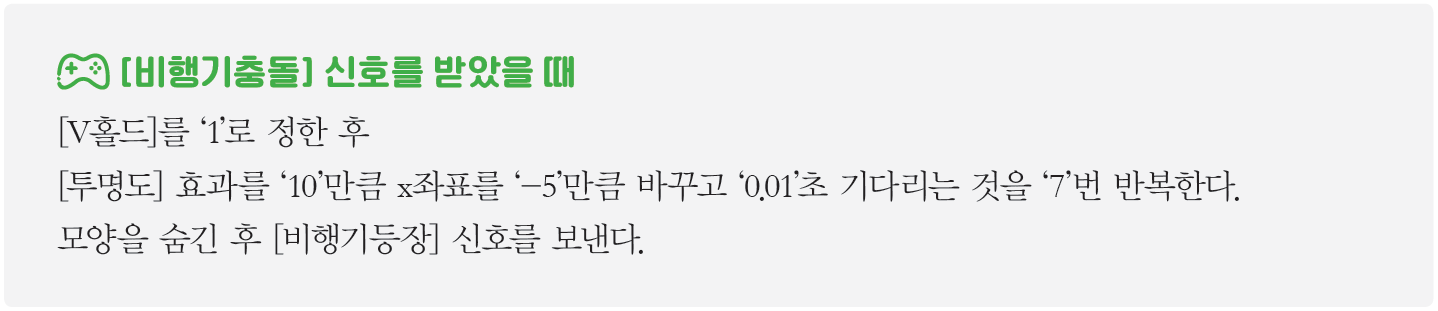 [비행기충돌] 신호를 받았을 때
[V홀드]를 ‘1’로 정한 후
[투명도] 효과를 ‘10’만큼 x좌표를 ‘-5’만큼 바꾸고 ‘0.01’초 기다리는 것을 ‘7’번 반복한다.
모양을 숨긴 후 [비행기등장] 신호를 보낸다.